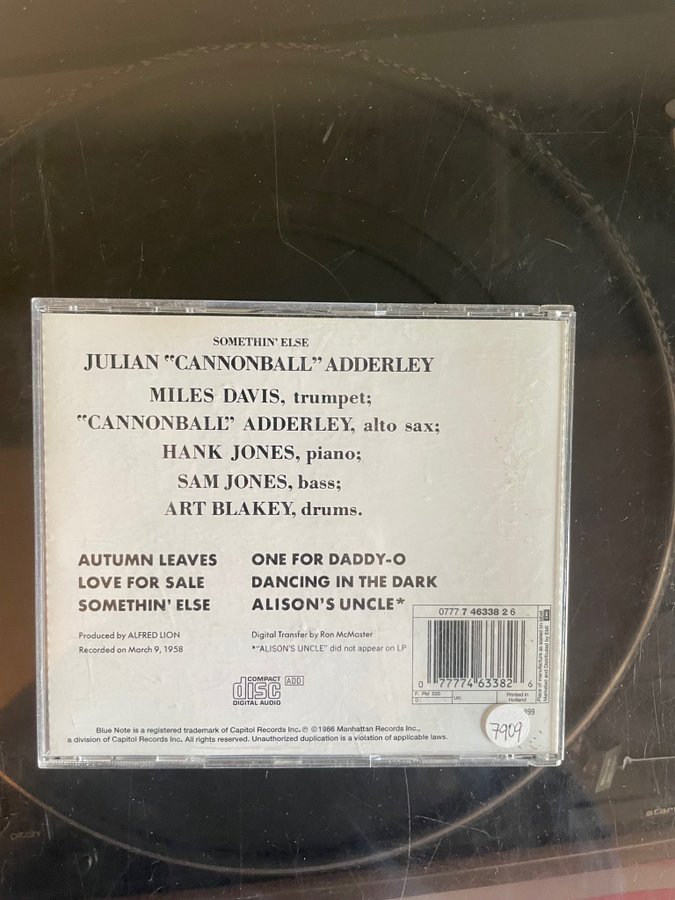 SOMETHIN' ELSE
JULIAN "CANNONBALL" ADDERLEY
MILES DAVIS, trumpet;
"CANNONBALL" ADDERLEY, alto sax;
HANK JONES, piano;
SAM JONES, bass;
ART BLAKEY, drums.
AUTUMN LEAVES
LOVE FOR SALE
SOMETHIN' ELSE
ONE FOR DADDY-O
DANCING IN THE DARK
ALISON'S UNCLE*
Produced by ALFRED LION
Recorded on March 9, 1958
Digital Transfer by Ron McMaster
*"ALISON'S UNCLE" did not appear on LP
0777 7 46338 2 6
0 77774 63382 6
PM 520
UK:
Printed in
Holland
COMPACT
disc
DIGITAL AUDIO
ADD
7909
Blue Note is a registered trademark of Capitol Records Inc. ℗ ©1986 Manhattan Records Inc.,
a division of Capitol Records Inc. All rights reserved. Unauthorized duplication is a violation of applicable laws.
pitch